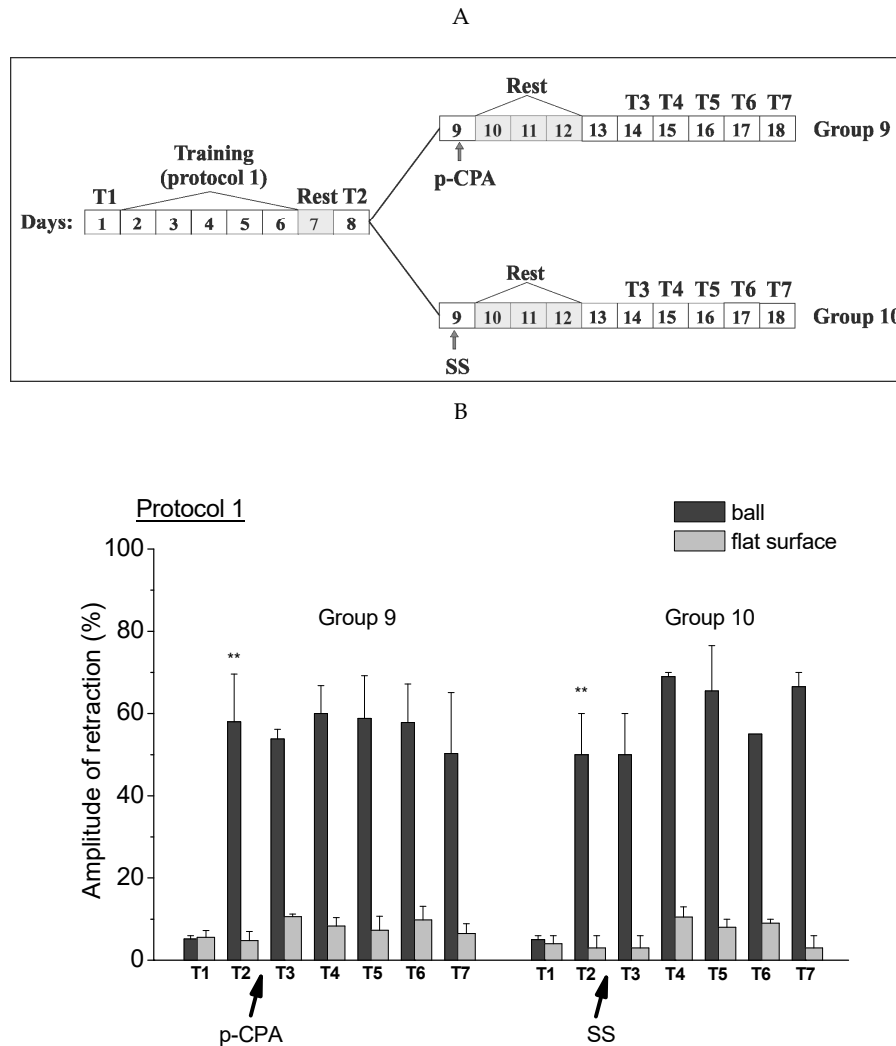 A
Rest
T3 T4 T5 T6 T7
9 10 11 12 13 14 15 16 17 18 Group 9
p-CPA
Training
(protocol 1)
T1 Rest T2
Days: 1 2 3 4 5 6 7 8
Rest
T3 T4 T5 T6 T7
9 10 11 12 13 14 15 16 17 18 Group 10
SS
B
Protocol 1
ball
flat surface
Amplitude of retraction (%)
100
80
60
40
20
0
Group 9 Group 10
** **
T1 T2 T3 T4 T5 T6 T7 T1 T2 T3 T4 T5 T6 T7
p-CPA SS